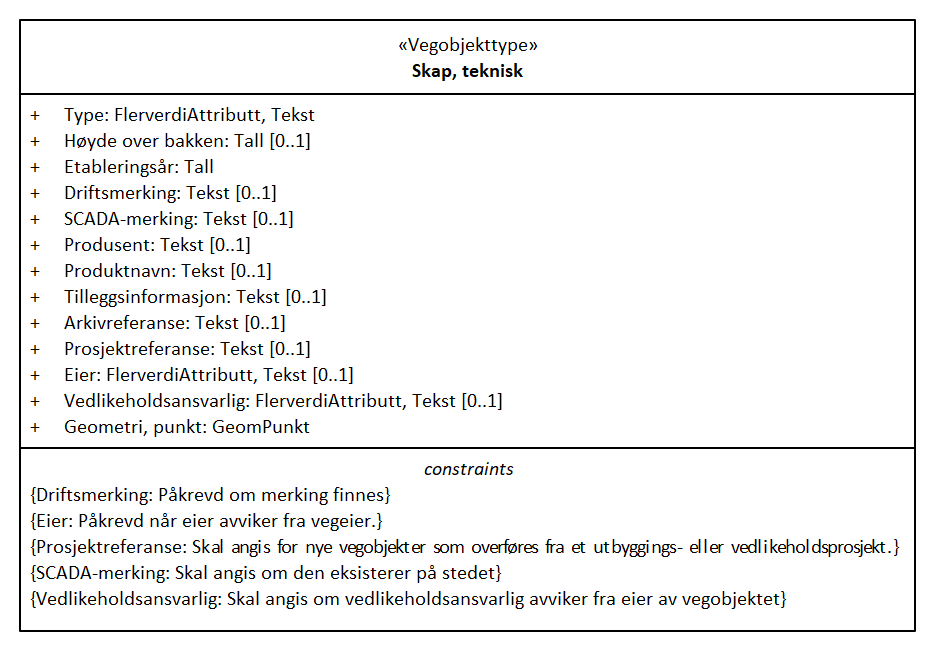 «Vegobjekttype»
Skap, teknisk
+ Type: FlerverdiAttributt, Tekst
+ Høyde over bakken: Tall [0..1]
+ Etableringsår: Tall
+ Driftsmerking: Tekst [0..1]
+ SCADA-merking: Tekst [0..1]
+ Produsent: Tekst [0..1]
+ Produktnavn: Tekst [0..1]
+ Tilleggsinformasjon: Tekst [0..1]
+ Arkivreferanse: Tekst [0..1]
+ Prosjektreferanse: Tekst [0..1]
+ Eier: FlerverdiAttributt, Tekst [0..1]
+ Vedlikeholdsansvarlig: FlerverdiAttributt, Tekst [0..1]
+ Geometri, punkt: GeomPunkt
constraints
{Driftsmerking: Påkrevd om merking finnes}
{Eier: Påkrevd når eier avviker fra vegeier.}
{Prosjektreferanse: Skal angis for nye vegobjekter som overføres fra et utbyggings- eller vedlikeholdsprosjekt.}
{SCADA-merking: Skal angis om den eksisterer på stedet}
{Vedlikeholdsansvarlig: Skal angis om vedlikeholdsansvarlig avviker fra eier av vegobjektet}